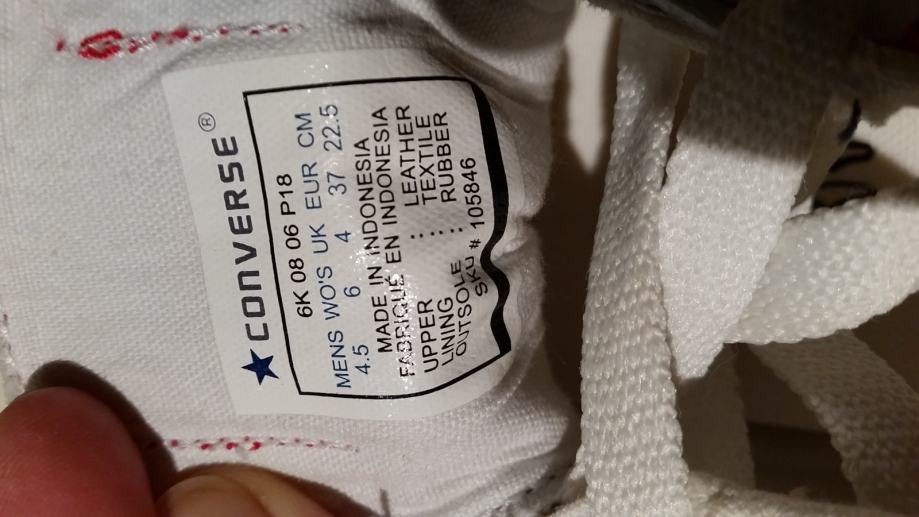 ★ CONVERSE ®
6K 08 06 P18
MENS WO'S UK EUR CM
4.5 6 4 37 22.5
MADE IN INDONESIA
FABRIQUÉ EN INDONESIA
UPPER : LEATHER
LINING : TEXTILE
OUTSOLE : RUBBER
SKU # 105846